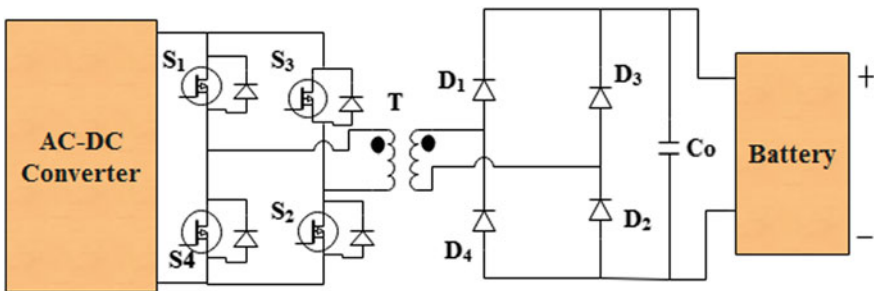 AC-DC
Converter
S1
S3
S4
S2
T
D1
D3
D4
D2
Co
Battery
+
−